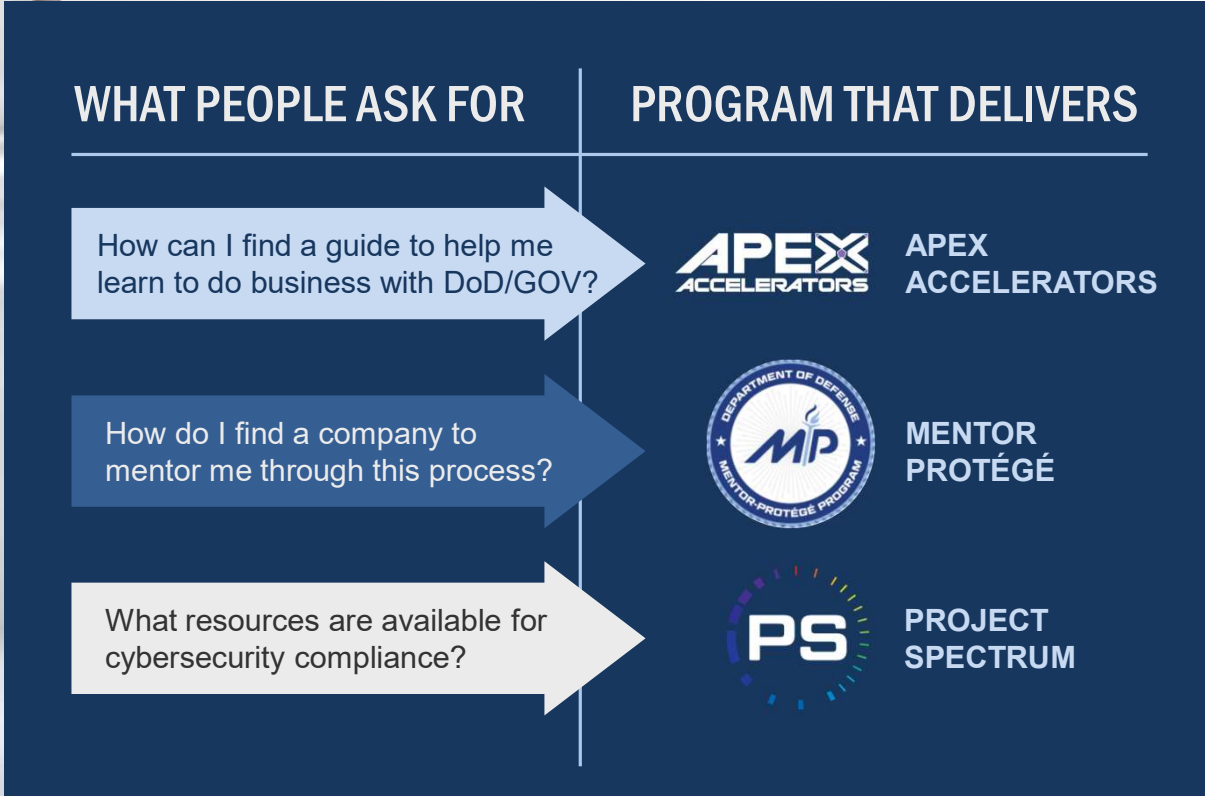 WHAT PEOPLE ASK FOR
PROGRAM THAT DELIVERS
How can I find a guide to help me
learn to do business with DoD/GOV?
APEX
ACCELERATORS
APEX
ACCELERATORS
How do I find a company to
mentor me through this process?
DEPARTMENT OF DEFENSE
MP
MENTOR-PROTÉGÉ PROGRAM
MENTOR
PROTÉGÉ
What resources are available for
cybersecurity compliance?
PS
PROJECT
SPECTRUM